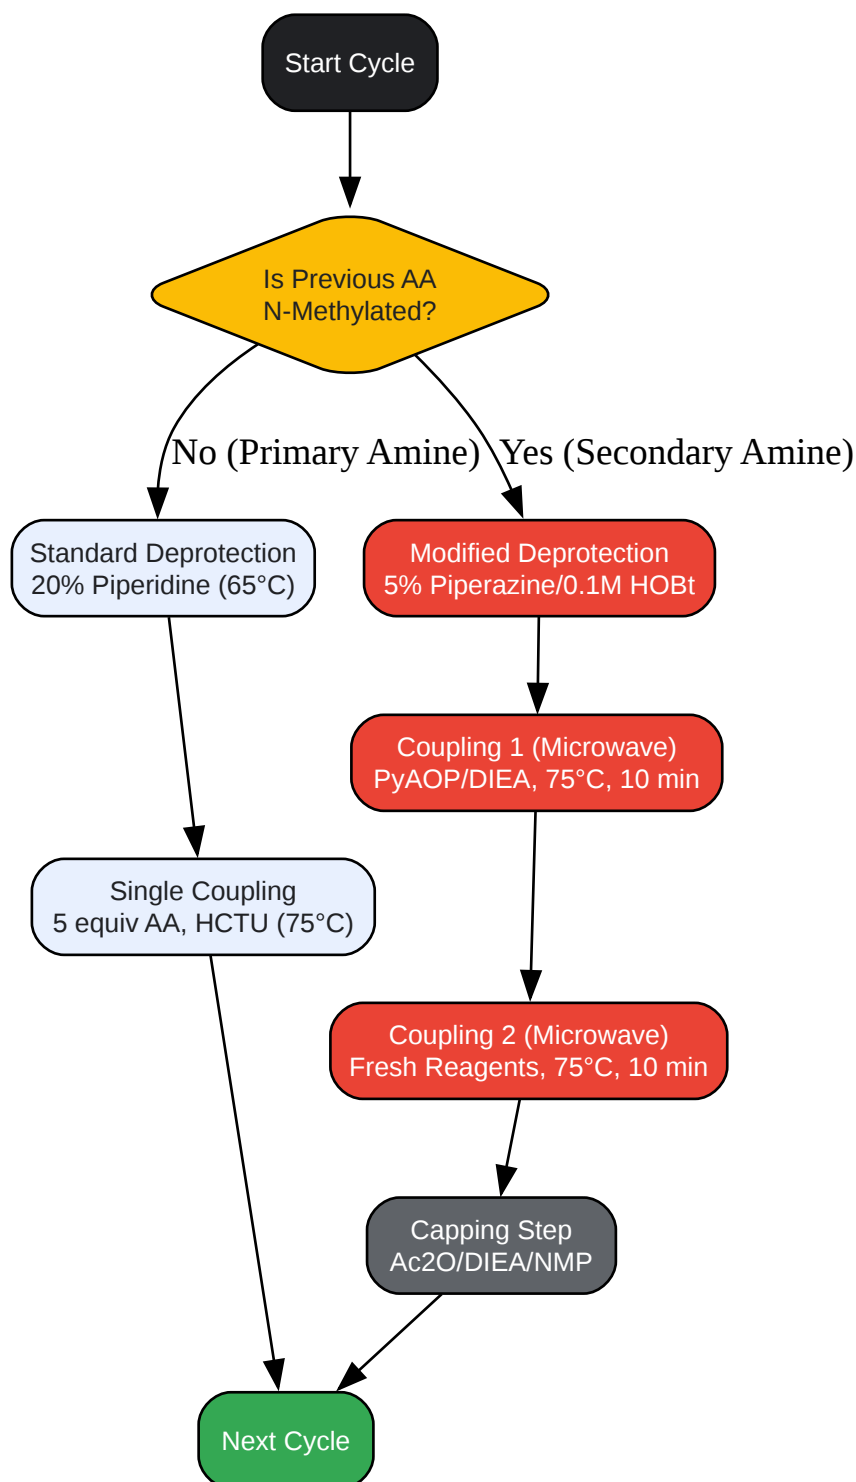 Start Cycle
Is Previous AA
N-Methylated?
No (Primary Amine)
Yes (Secondary Amine)
Standard Deprotection
20% Piperidine (65°C)
Modified Deprotection
5% Piperazine/0.1M HOBt
Coupling 1 (Microwave)
PyAOP/DIEA, 75°C, 10 min
Single Coupling
5 equiv AA, HCTU (75°C)
Coupling 2 (Microwave)
Fresh Reagents, 75°C, 10 min
Capping Step
Ac2O/DIEA/NMP
Next Cycle